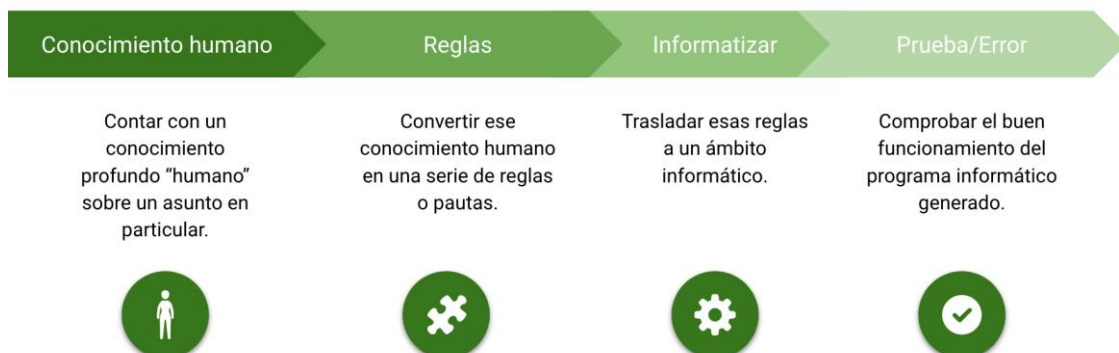 Conocimiento humano
Reglas
Informatizar
Prueba/Error
Contar con un
conocimiento
profundo “humano”
sobre un asunto en
particular.
Convertir ese
conocimiento humano
en una serie de reglas
o pautas.
Trasladar esas reglas
a un ámbito
informático.
Comprobar el buen
funcionamiento del
programa informático
generado.